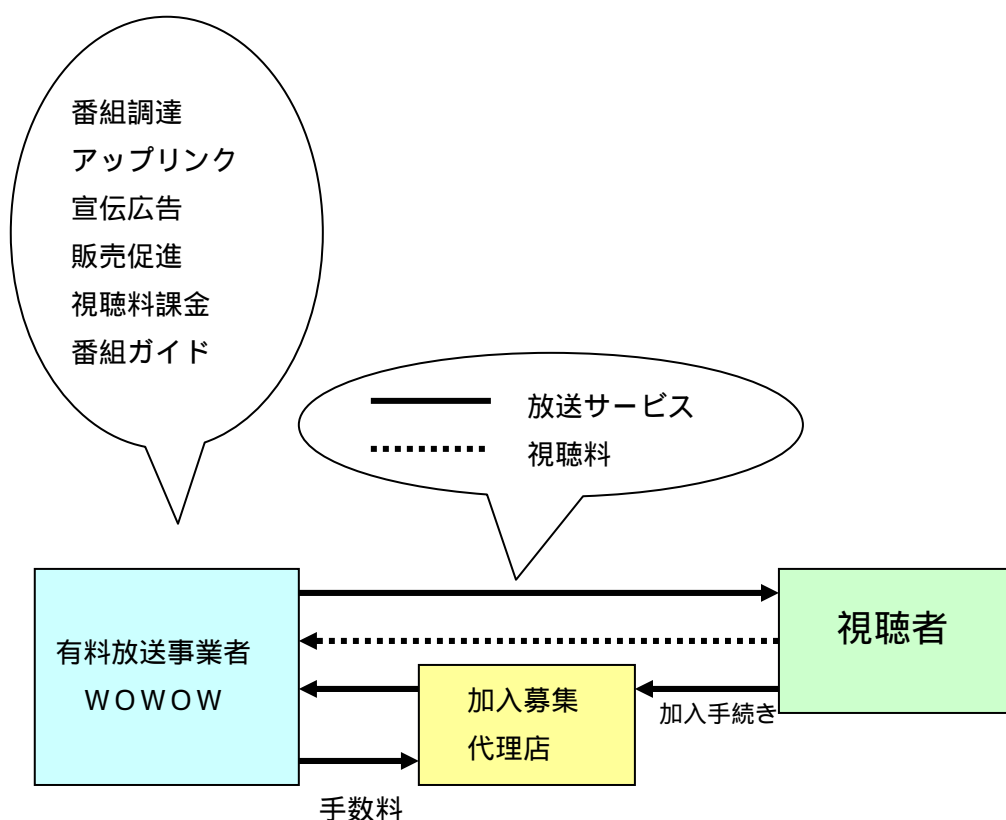 番組調達
アップリンク
宣伝広告
販売促進
視聴料課金
番組ガイド
放送サービス
視聴料
有料放送事業者
ＷＯＷＯＷ
視聴者
加入募集
代理店
加入手続き
手数料